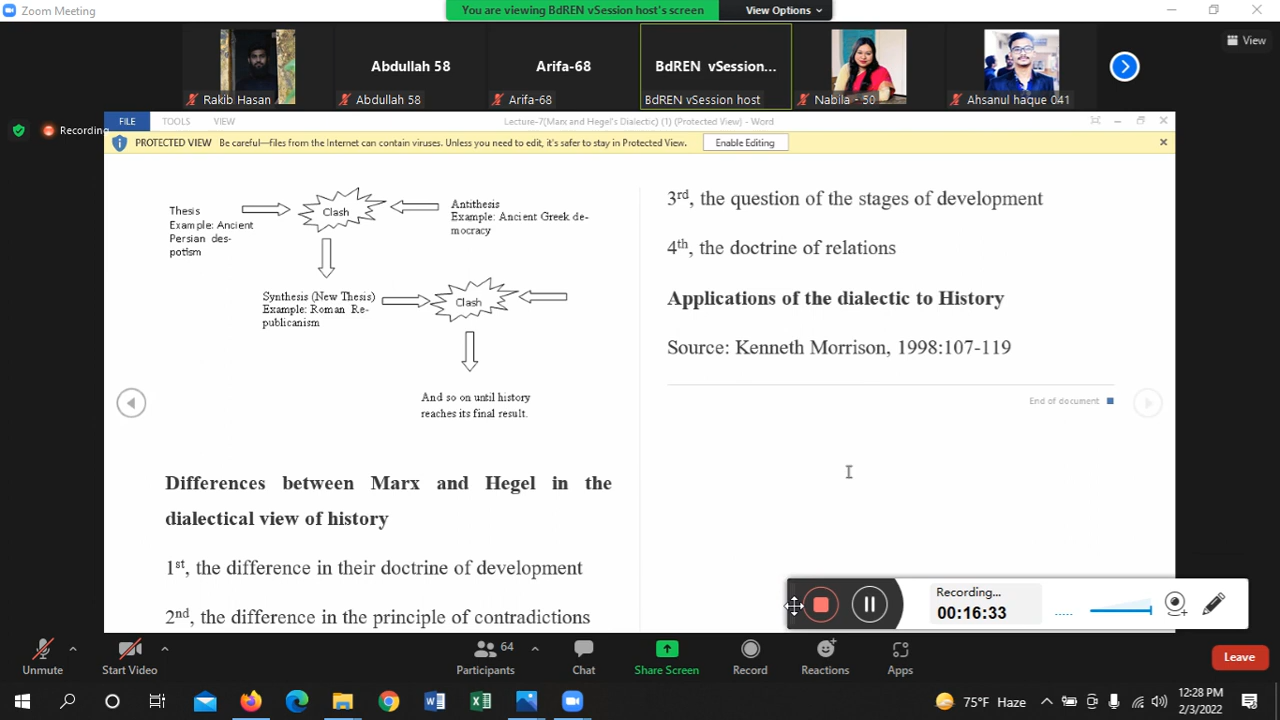 Zoom Meeting
You are viewing BdREN vSession host's screen
View Options
View
Rakib Hasan
Abdullah 58
Abdullah 58
Arifa-68
Arifa-68
BdREN vSession...
BdREN vSession host
Nabila - 50
Ahsanul haque 041
Recording
FILE TOOLS VIEW
Lecture-7(Marx and Hegel's Dialectic) (1) (Protected View) - Word
PROTECTED VIEW Be careful—files from the Internet can contain viruses. Unless you need to edit, it's safer to stay in Protected View. Enable Editing
Thesis
Example: Ancient
Persian des-
potism
Clash
Antithesis
Example: Ancient Greek de-
mocracy
Synthesis (New Thesis)
Example: Roman Re-
publicanism
Clash
And so on until history
reaches its final result.
Differences between Marx and Hegel in the
dialectical view of history
1st, the difference in their doctrine of development
2nd, the difference in the principle of contradictions
3rd, the question of the stages of development
4th, the doctrine of relations
Applications of the dialectic to History
Source: Kenneth Morrison, 1998:107-119
End of document
Recording...
00:16:33
Unmute
Start Video
64
Participants
Chat
Share Screen
Record
Reactions
Apps
Leave
75°F Haze
12:28 PM
2/3/2022